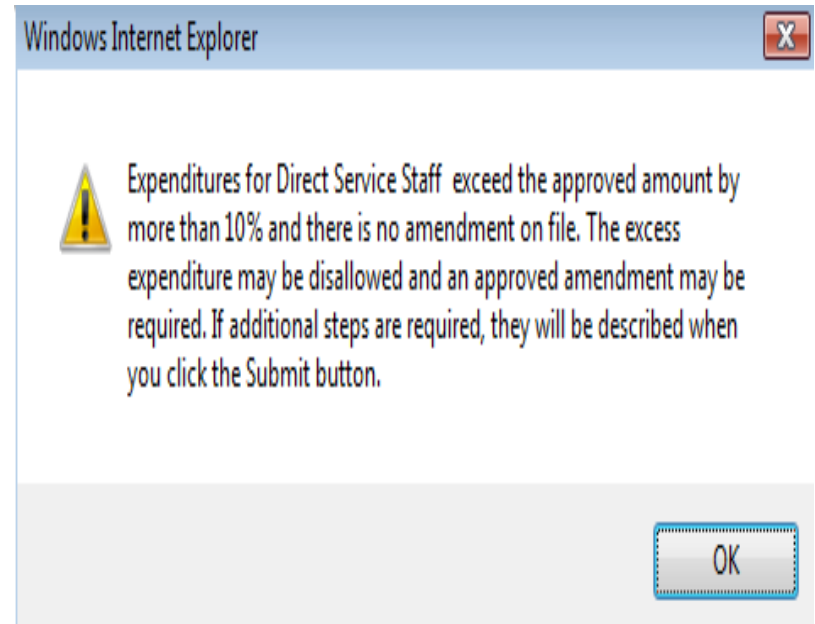 Windows Internet Explorer
Expenditures for Direct Service Staff  exceed the approved amount by
more than 10% and there is no amendment on file. The excess
expenditure may be disallowed and an approved amendment may be
required. If additional steps are required, they will be described when
you click the Submit button.
OK